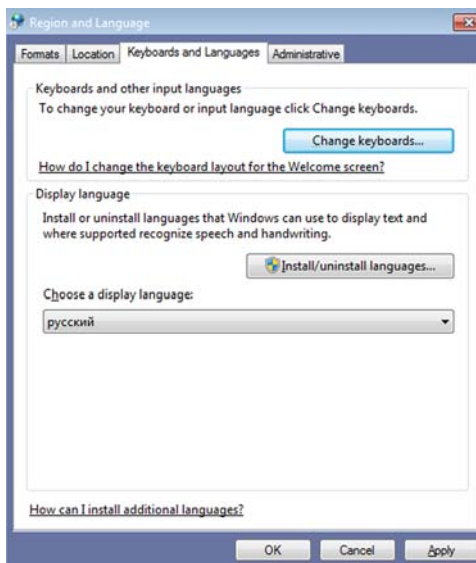 Region and Language
Formats Location Keyboards and Languages Administrative
Keyboards and other input languages
To change your keyboard or input language click Change keyboards.
Change keyboards...
How do I change the keyboard layout for the Welcome screen?
Display language
Install or uninstall languages that Windows can use to display text and
where supported recognize speech and handwriting.
Install/uninstall languages...
Choose a display language:
русский
How can I install additional languages?
OK Cancel Apply